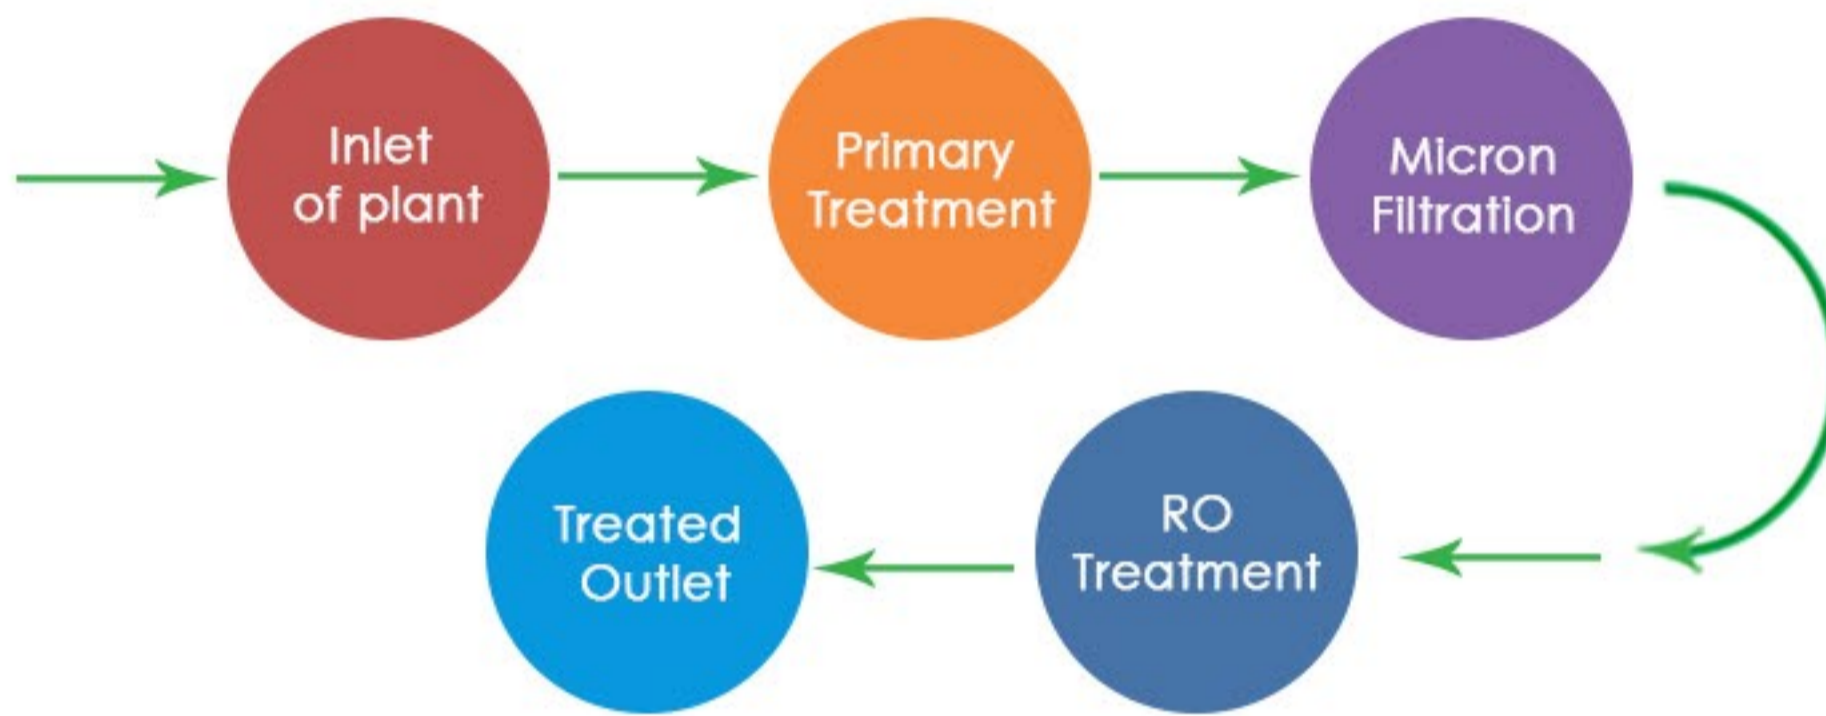 Inlet
of plant
Primary
Treatment
Micron
Filtration
RO
Treatment
Treated
Outlet